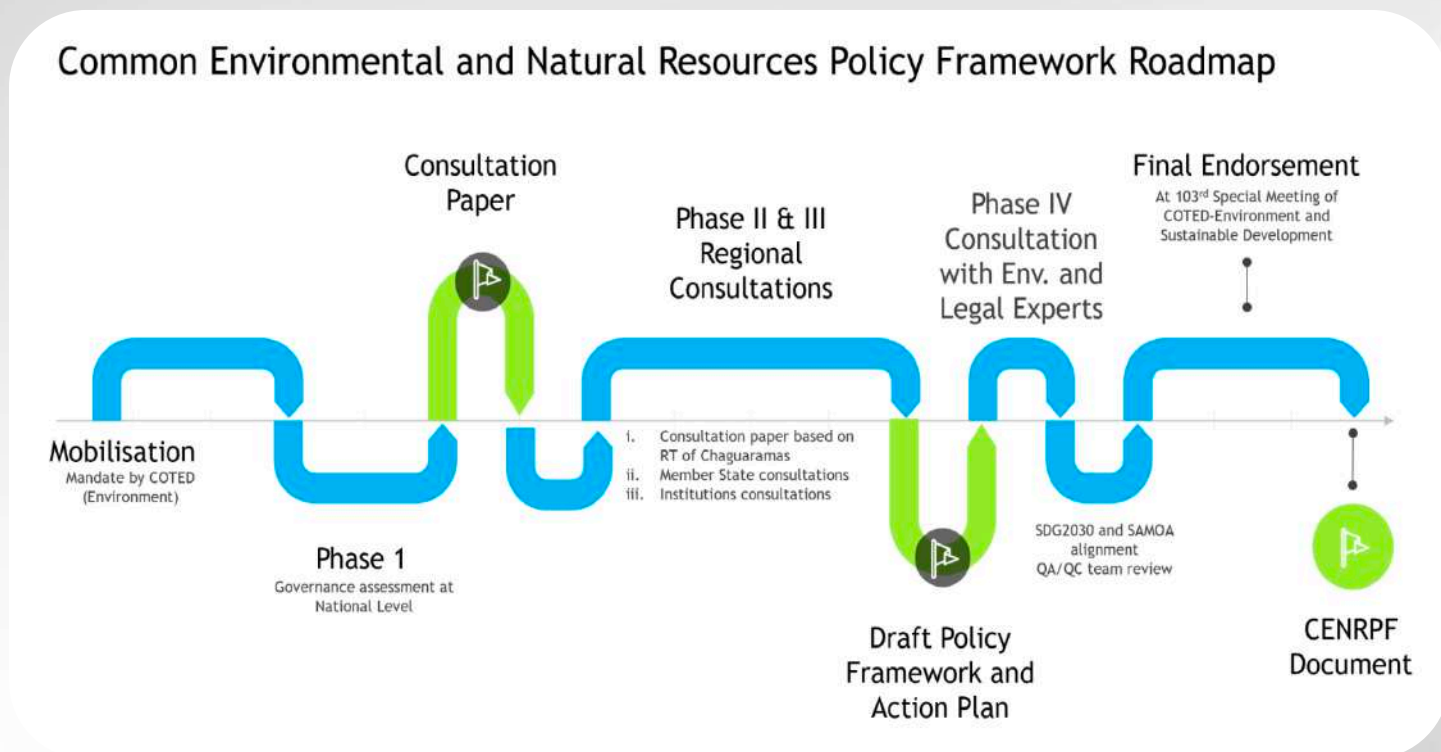 Common Environmental and Natural Resources Policy Framework Roadmap
Consultation
Paper
Phase II & III
Regional
Consultations
Phase IV
Consultation
with Env. and
Legal Experts
Final Endorsement
At 103rd Special Meeting of
COTED-Environment and
Sustainable Development
Mobilisation
Mandate by COTED
(Environment)
Phase 1
Governance assessment at
National Level
i. Consultation paper based on
RT of Chaguaramas
ii. Member State consultations
iii. Institutions consultations
Draft Policy
Framework and
Action Plan
SDG2030 and SAMOA
alignment
QA/QC team review
CENRPF
Document